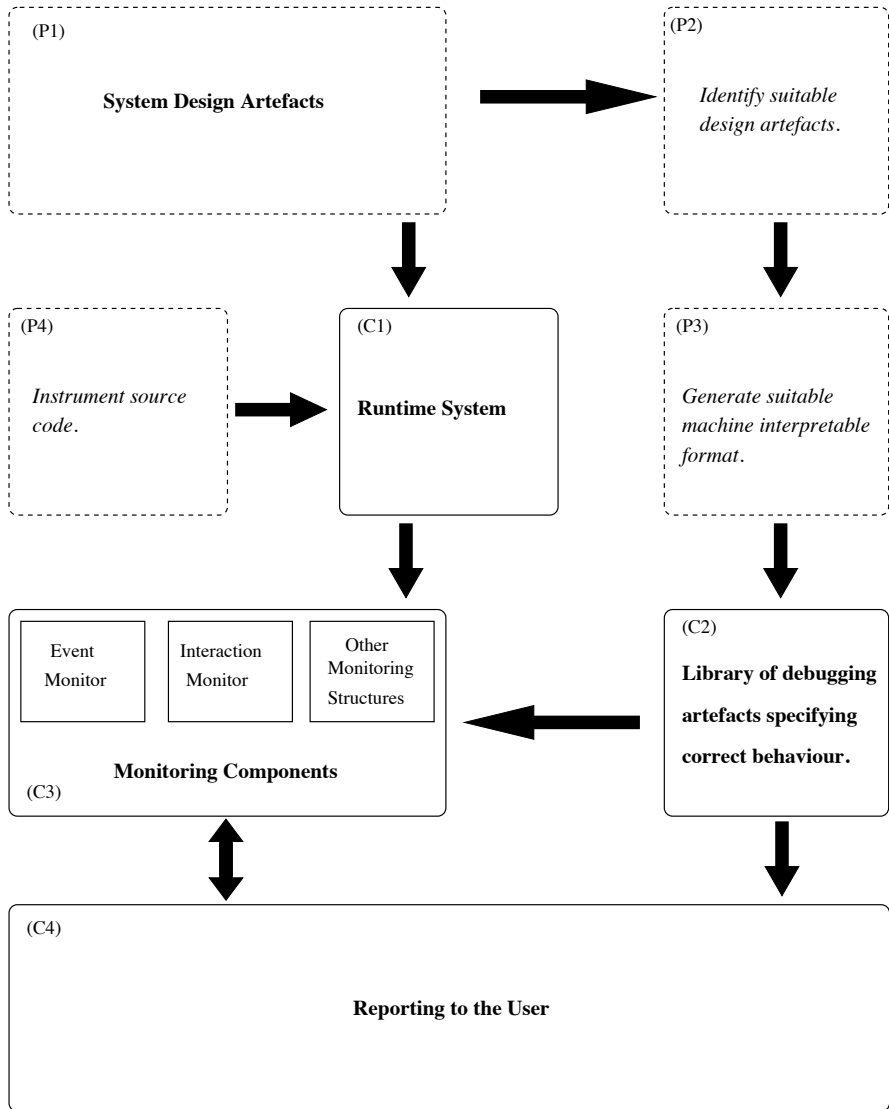 (P1)
System Design Artefacts
(P2)
Identify suitable
design artefacts.
(P4)
Instrument source
code.
(C1)
Runtime System
(P3)
Generate suitable
machine interpretable
format.
Event
Monitor
Interaction
Monitor
Other
Monitoring
Structures
Monitoring Components
(C3)
(C2)
Library of debugging
artefacts specifying
correct behaviour.
(C4)
Reporting to the User